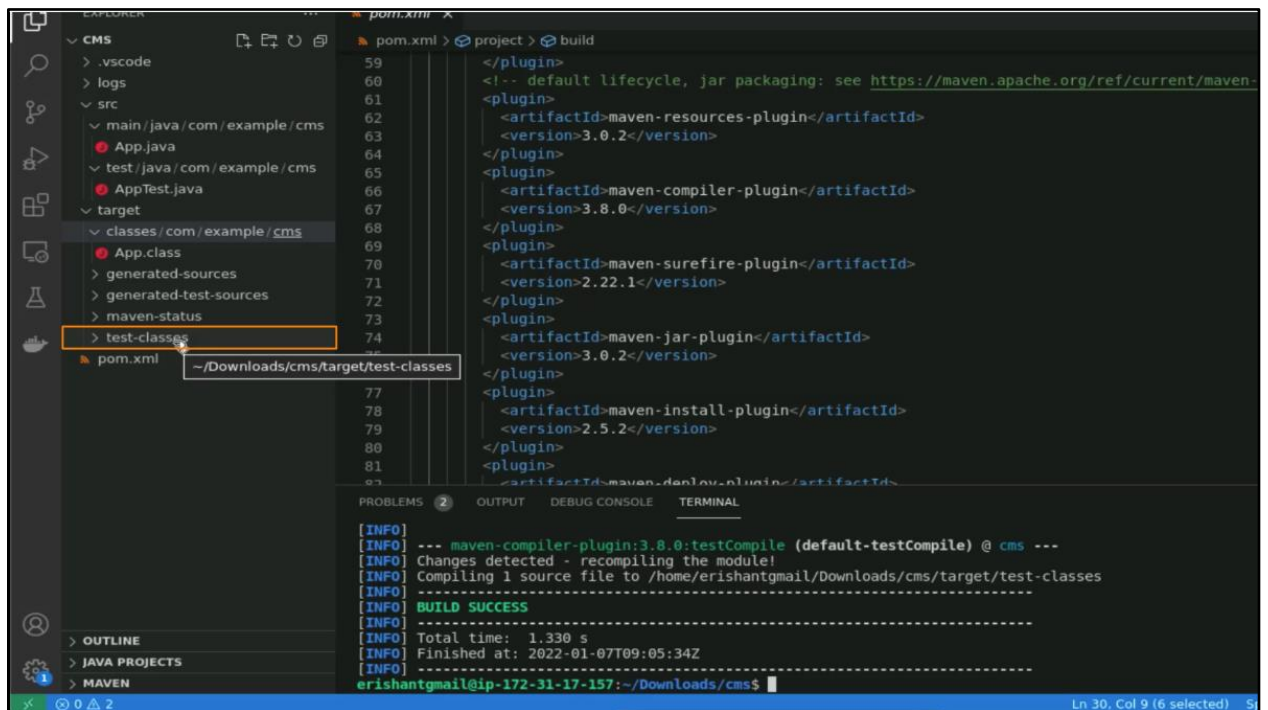 EXPLORER
CMS
> .vscode
> logs
src
main/java/com/example/cms
App.java
test/java/com/example/cms
AppTest.java
target
classes/com/example/cms
App.class
> generated-sources
> generated-test-sources
> maven-status
> test-classes
pom.xml
~/Downloads/cms/target/test-classes
> OUTLINE
> JAVA PROJECTS
> MAVEN
pom.xml
pom.xml > project > build
59 </plugin>
60 <!-- default lifecycle, jar packaging: see https://maven.apache.org/ref/current/maven-
61 <plugin>
62 <artifactId>maven-resources-plugin</artifactId>
63 <version>3.0.2</version>
64 </plugin>
65 <plugin>
66 <artifactId>maven-compiler-plugin</artifactId>
67 <version>3.8.0</version>
68 </plugin>
69 <plugin>
70 <artifactId>maven-surefire-plugin</artifactId>
71 <version>2.22.1</version>
72 </plugin>
73 <plugin>
74 <artifactId>maven-jar-plugin</artifactId>
<version>3.0.2</version>
</plugin>
77 <plugin>
78 <artifactId>maven-install-plugin</artifactId>
79 <version>2.5.2</version>
80 </plugin>
81 <plugin>
82 <artifactId>maven-deploy-plugin</artifactId>
PROBLEMS 2 OUTPUT DEBUG CONSOLE TERMINAL
[INFO]
[INFO] --- maven-compiler-plugin:3.8.0:testCompile (default-testCompile) @ cms ---
[INFO] Changes detected - recompiling the module!
[INFO] Compiling 1 source file to /home/erishantgmail/Downloads/cms/target/test-classes
[INFO] ------------------------------------------------------------------------
[INFO] BUILD SUCCESS
[INFO] ------------------------------------------------------------------------
[INFO] Total time: 1.330 s
[INFO] Finished at: 2022-01-07T09:05:34Z
[INFO] ------------------------------------------------------------------------
erishantgmail@ip-172-31-17-157:~/Downloads/cms$
1
0 2
Ln 30, Col 9 (6 selected)